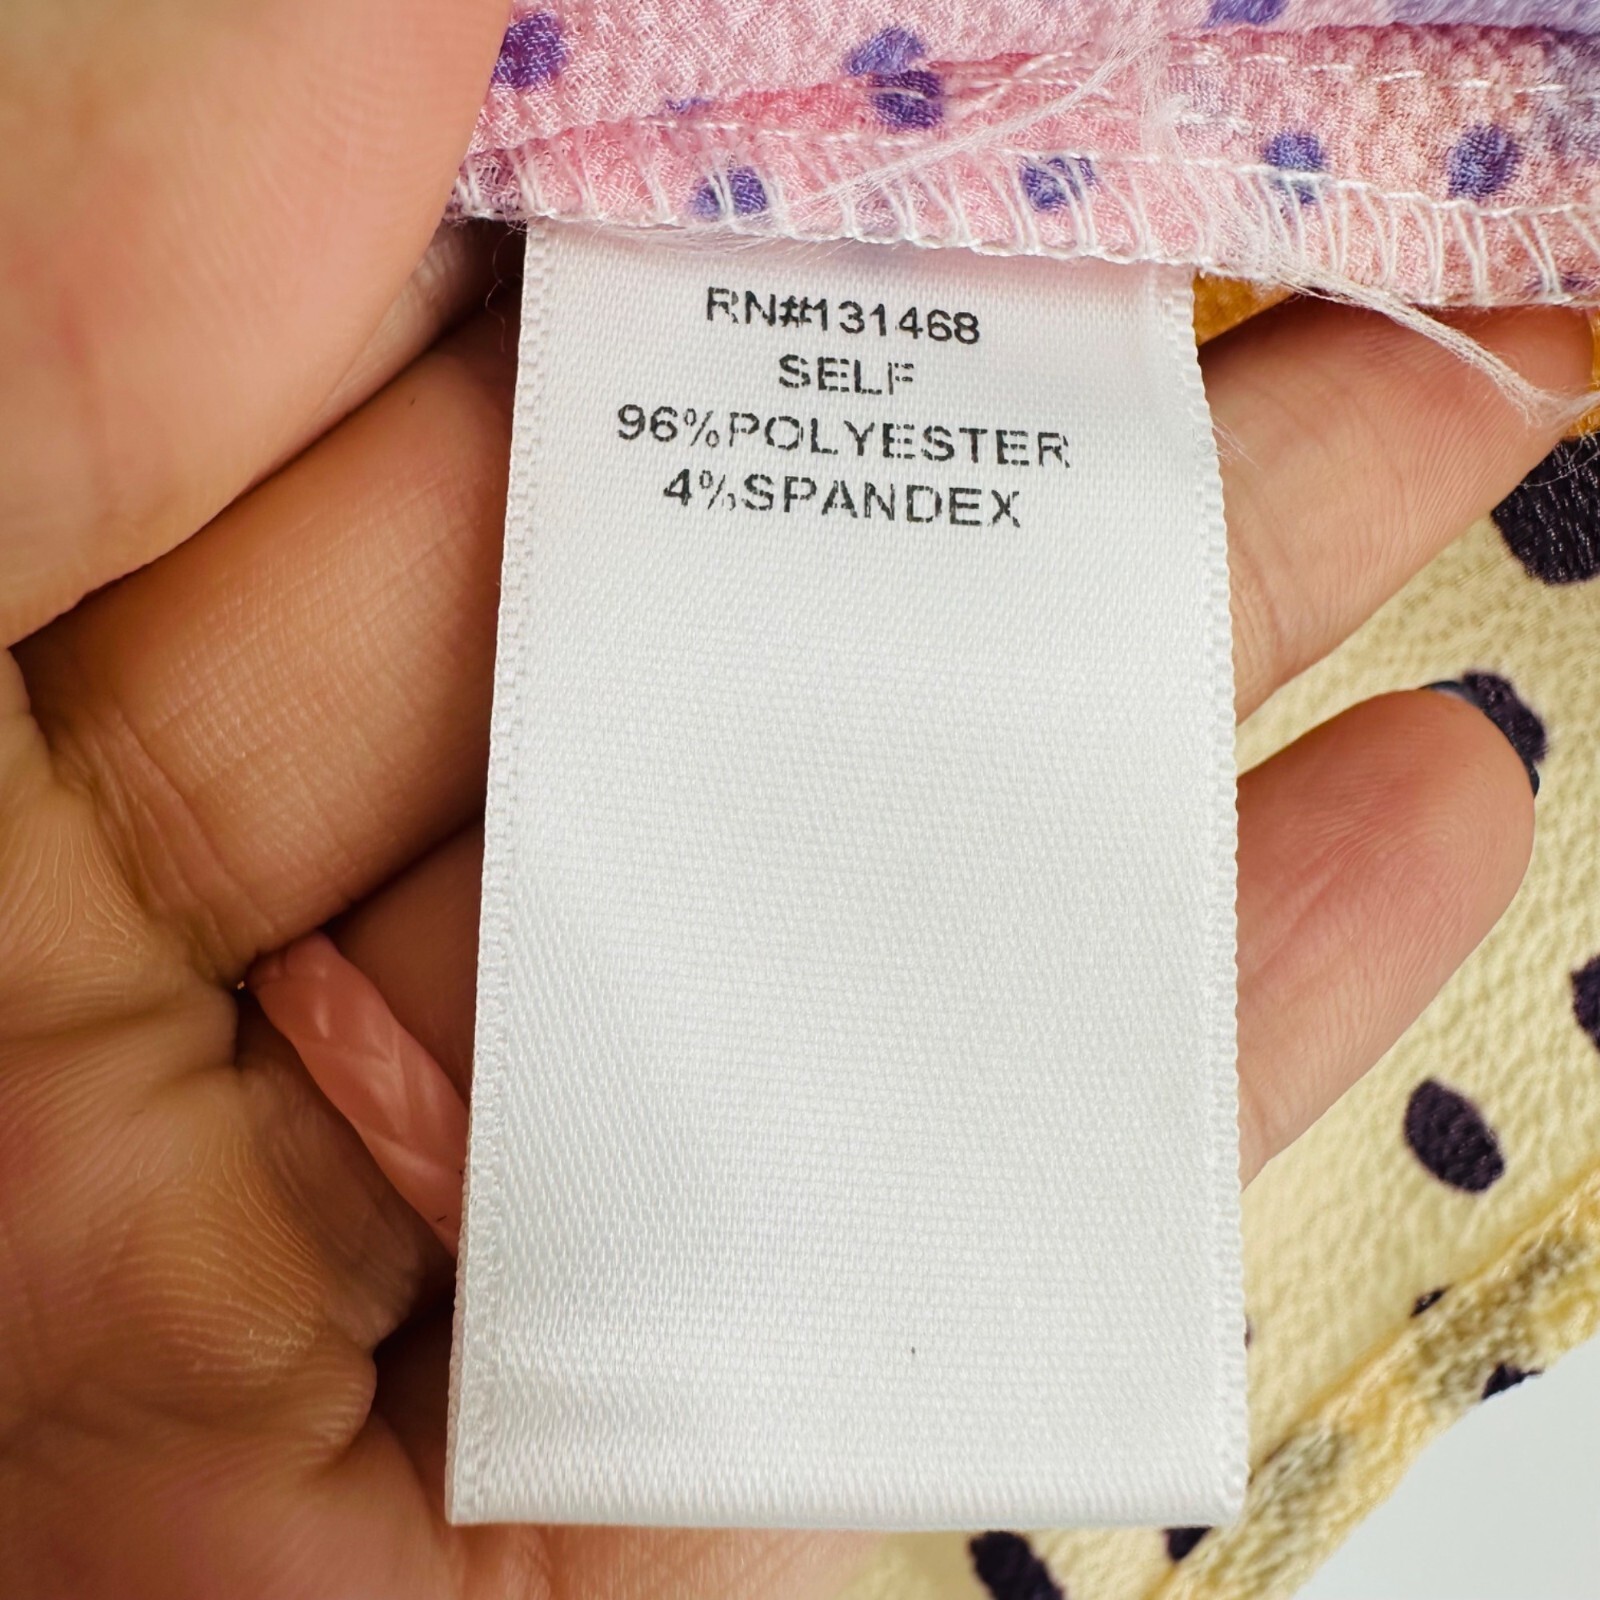 RN#131468
SELF
96%POLYESTER
4%SPANDEX